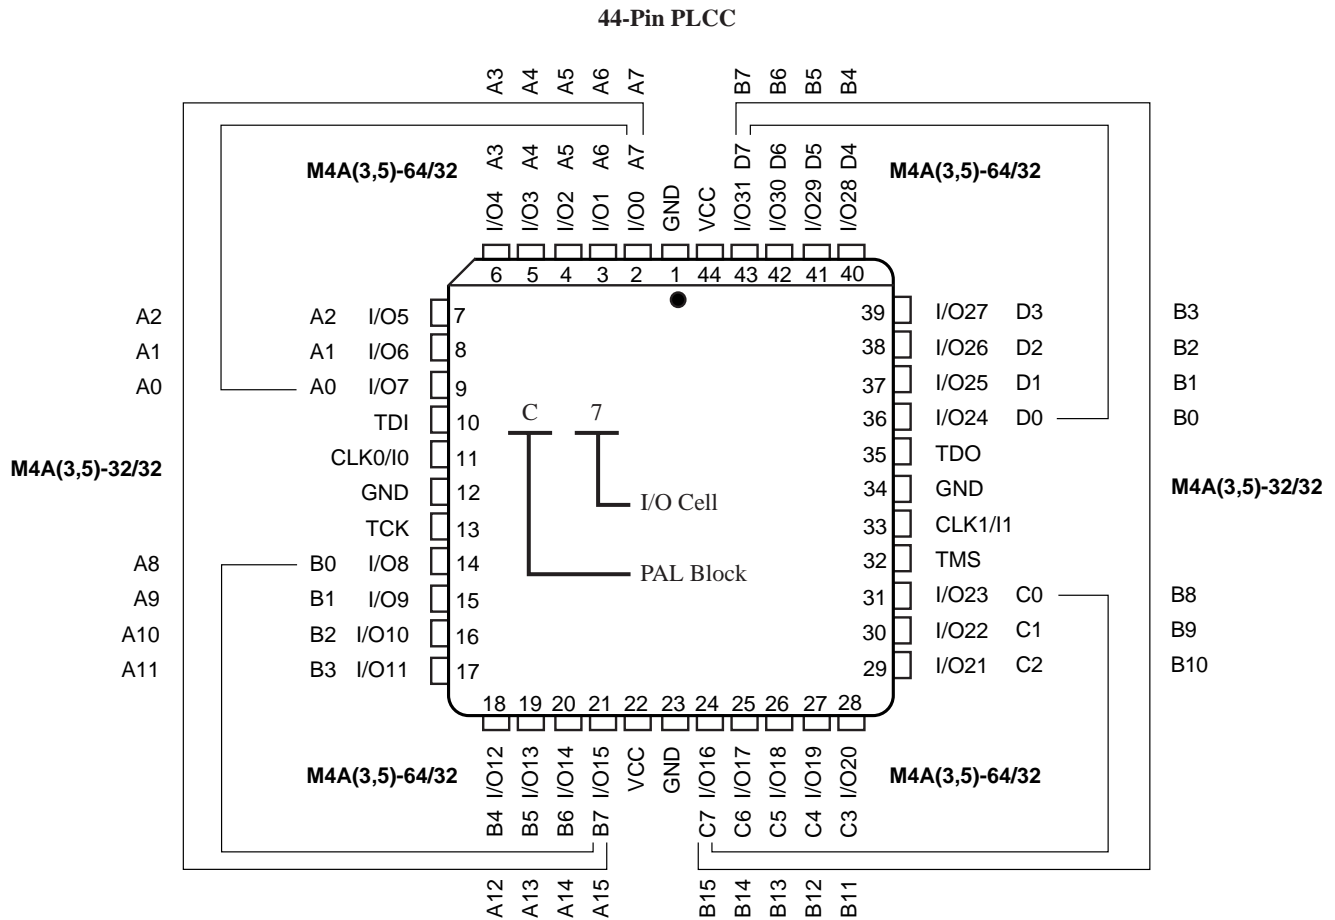 44-Pin PLCC
A3 A4 A5 A6 A7 B7 B6 B5 B4
M4A(3,5)-64/32 A3 A4 A5 A6 A7 D7 D6 D5 D4 M4A(3,5)-64/32
I/O4 I/O3 I/O2 I/O1 I/O0 GND VCC I/O31 I/O30 I/O29 I/O28
6 5 4 3 2 1 44 43 42 41 40
A2 A2 I/O5 7 39 I/O27 D3 B3
A1 A1 I/O6 8 38 I/O26 D2 B2
A0 A0 I/O7 9 37 I/O25 D1 B1
TDI 10 C 7 36 I/O24 D0 B0
CLK0/I0 11 35 TDO
M4A(3,5)-32/32
GND 12 34 GND M4A(3,5)-32/32
I/O Cell
TCK 13 33 CLK1/I1
A8 B0 I/O8 14 32 TMS
PAL Block
A9 B1 I/O9 15 31 I/O23 C0 B8
A10 B2 I/O10 16 30 I/O22 C1 B9
A11 B3 I/O11 17 29 I/O21 C2 B10
18 19 20 21 22 23 24 25 26 27 28
M4A(3,5)-64/32 I/O12 I/O13 I/O14 I/O15 VCC GND I/O16 I/O17 I/O18 I/O19 I/O20 M4A(3,5)-64/32
B4 B5 B6 B7 C7 C6 C5 C4 C3
A12 A13 A14 A15 B15 B14 B13 B12 B11